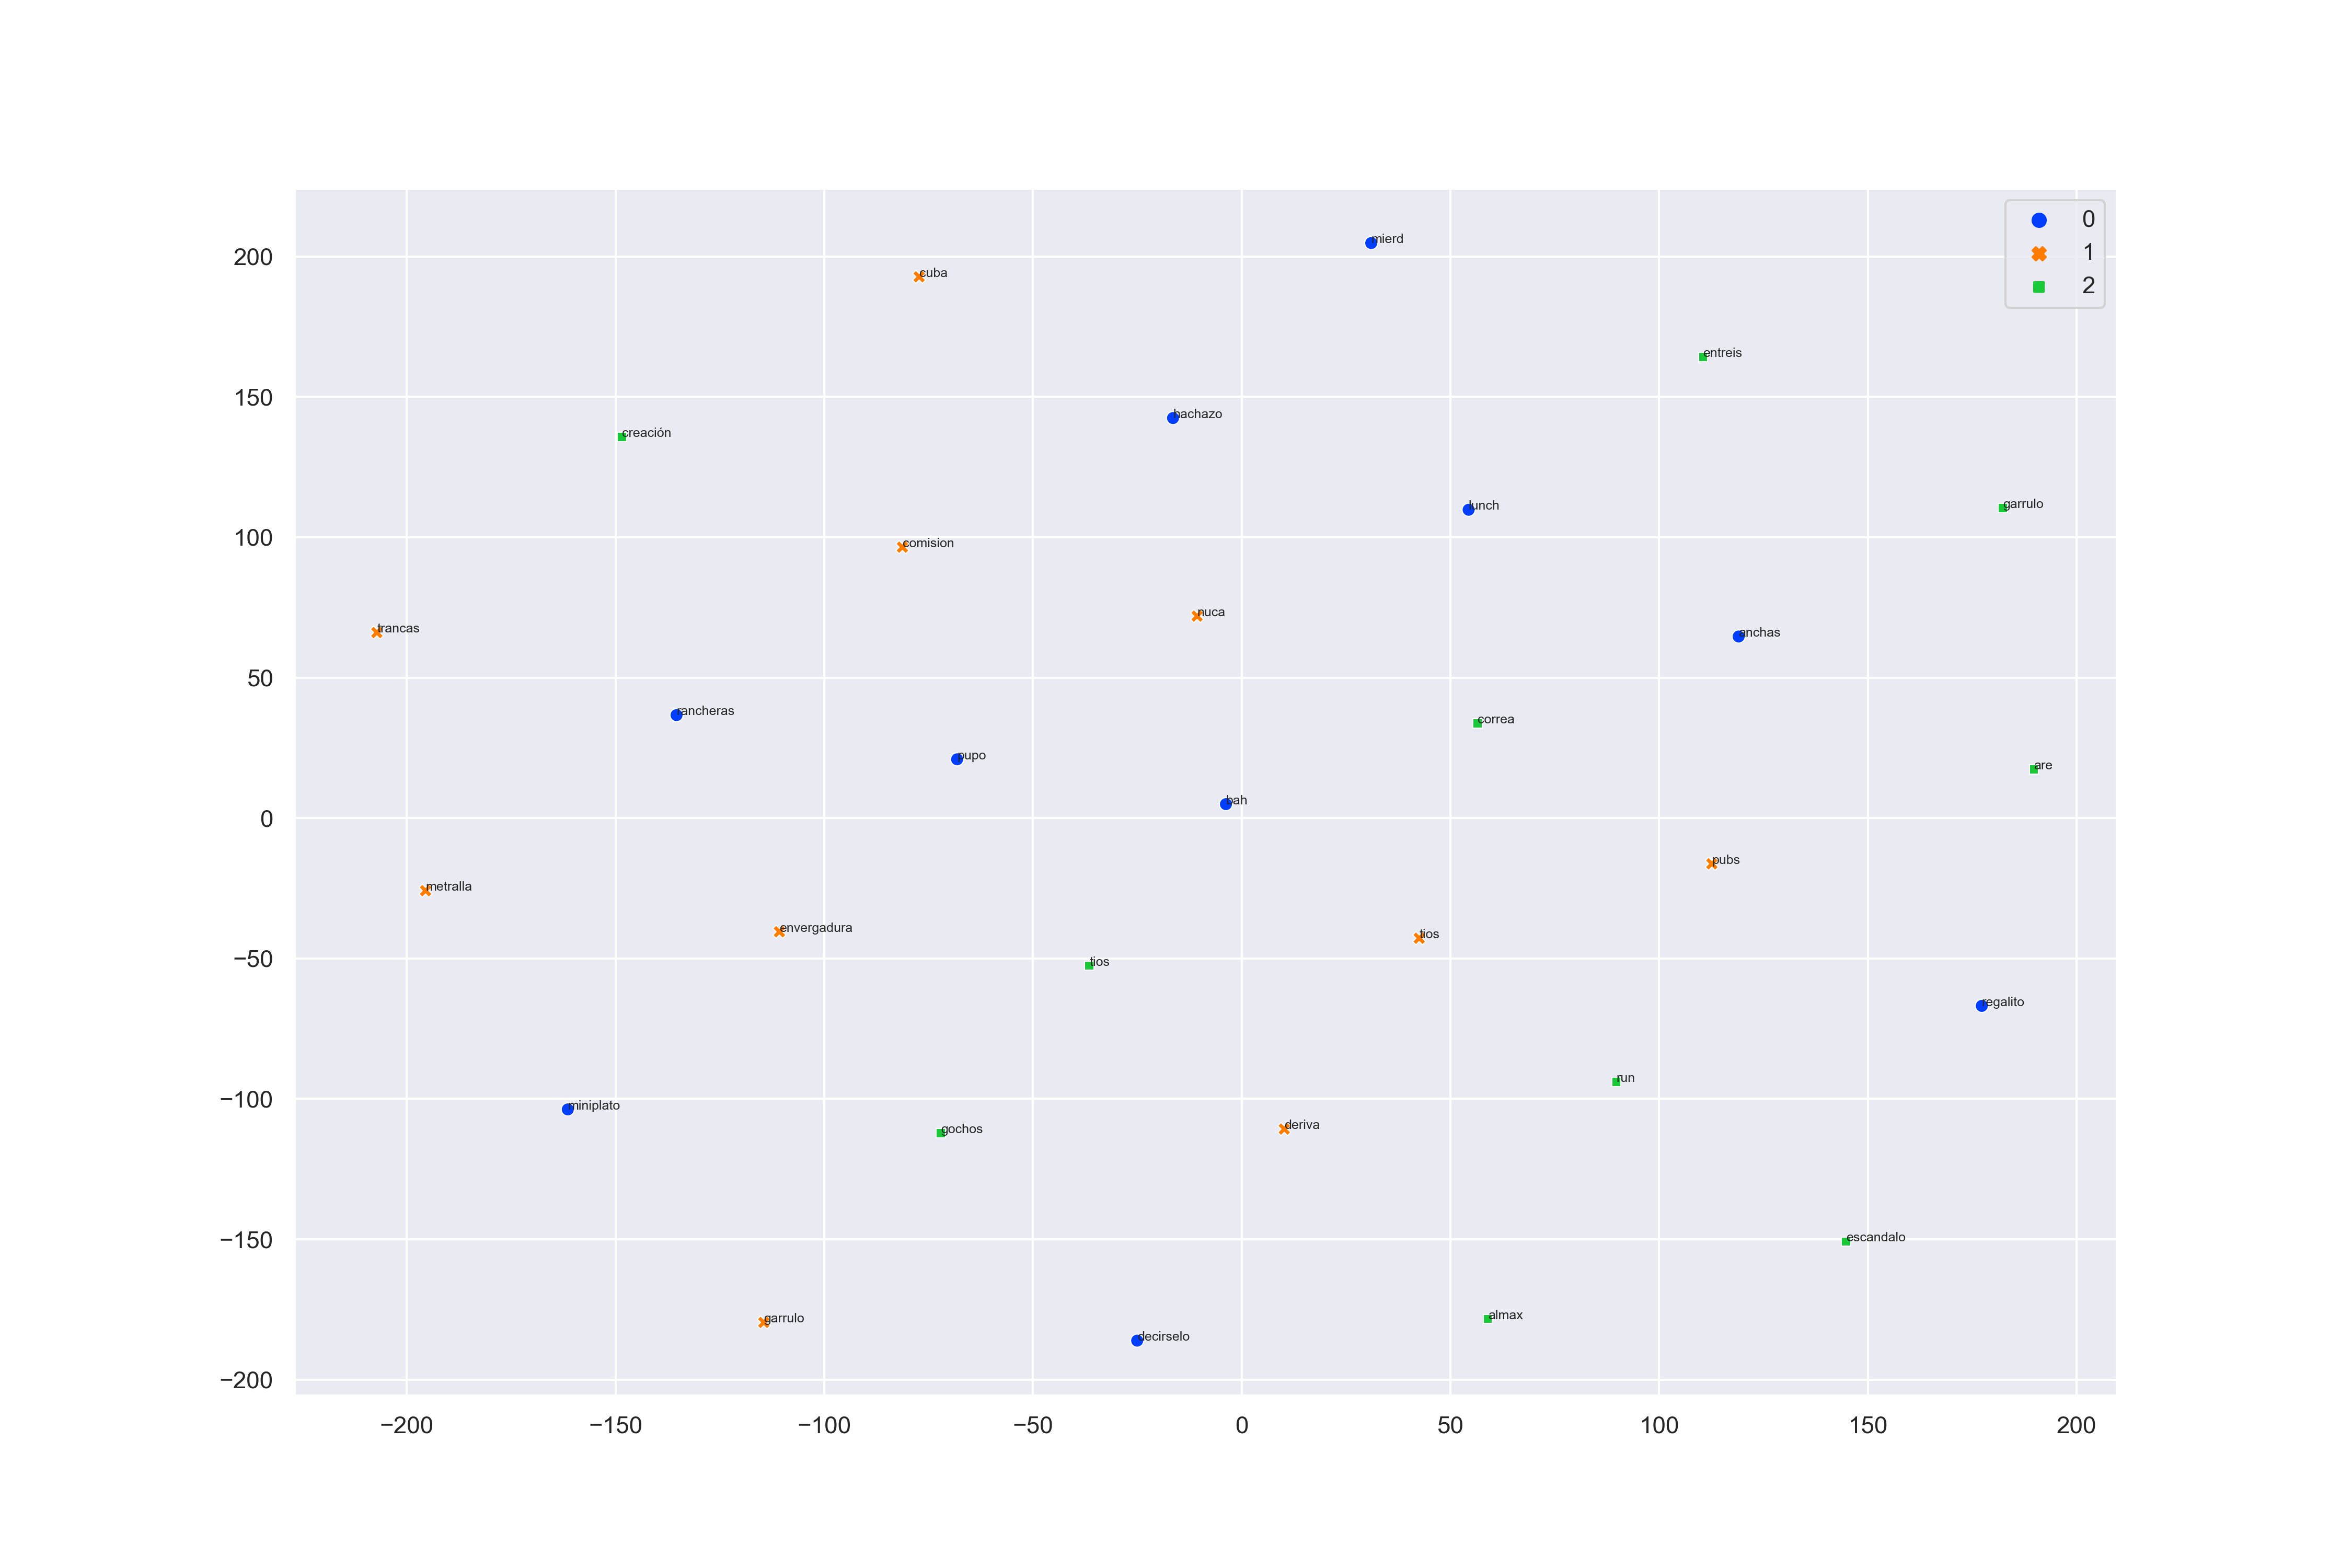 0
1
2
mierd
cuba
entreis
bachazo
creación
lunch
garrulo
comision
nuca
trancas
anchas
rancheras
correa
pupo
are
bah
pubs
metralla
envergadura
tios
tios
regalito
run
miniplato
deriva
gochos
escandalo
almax
garrulo
decirselo
200
150
100
50
0
−50
−100
−150
−200
−200 −150 −100 −50 0 50 100 150 200